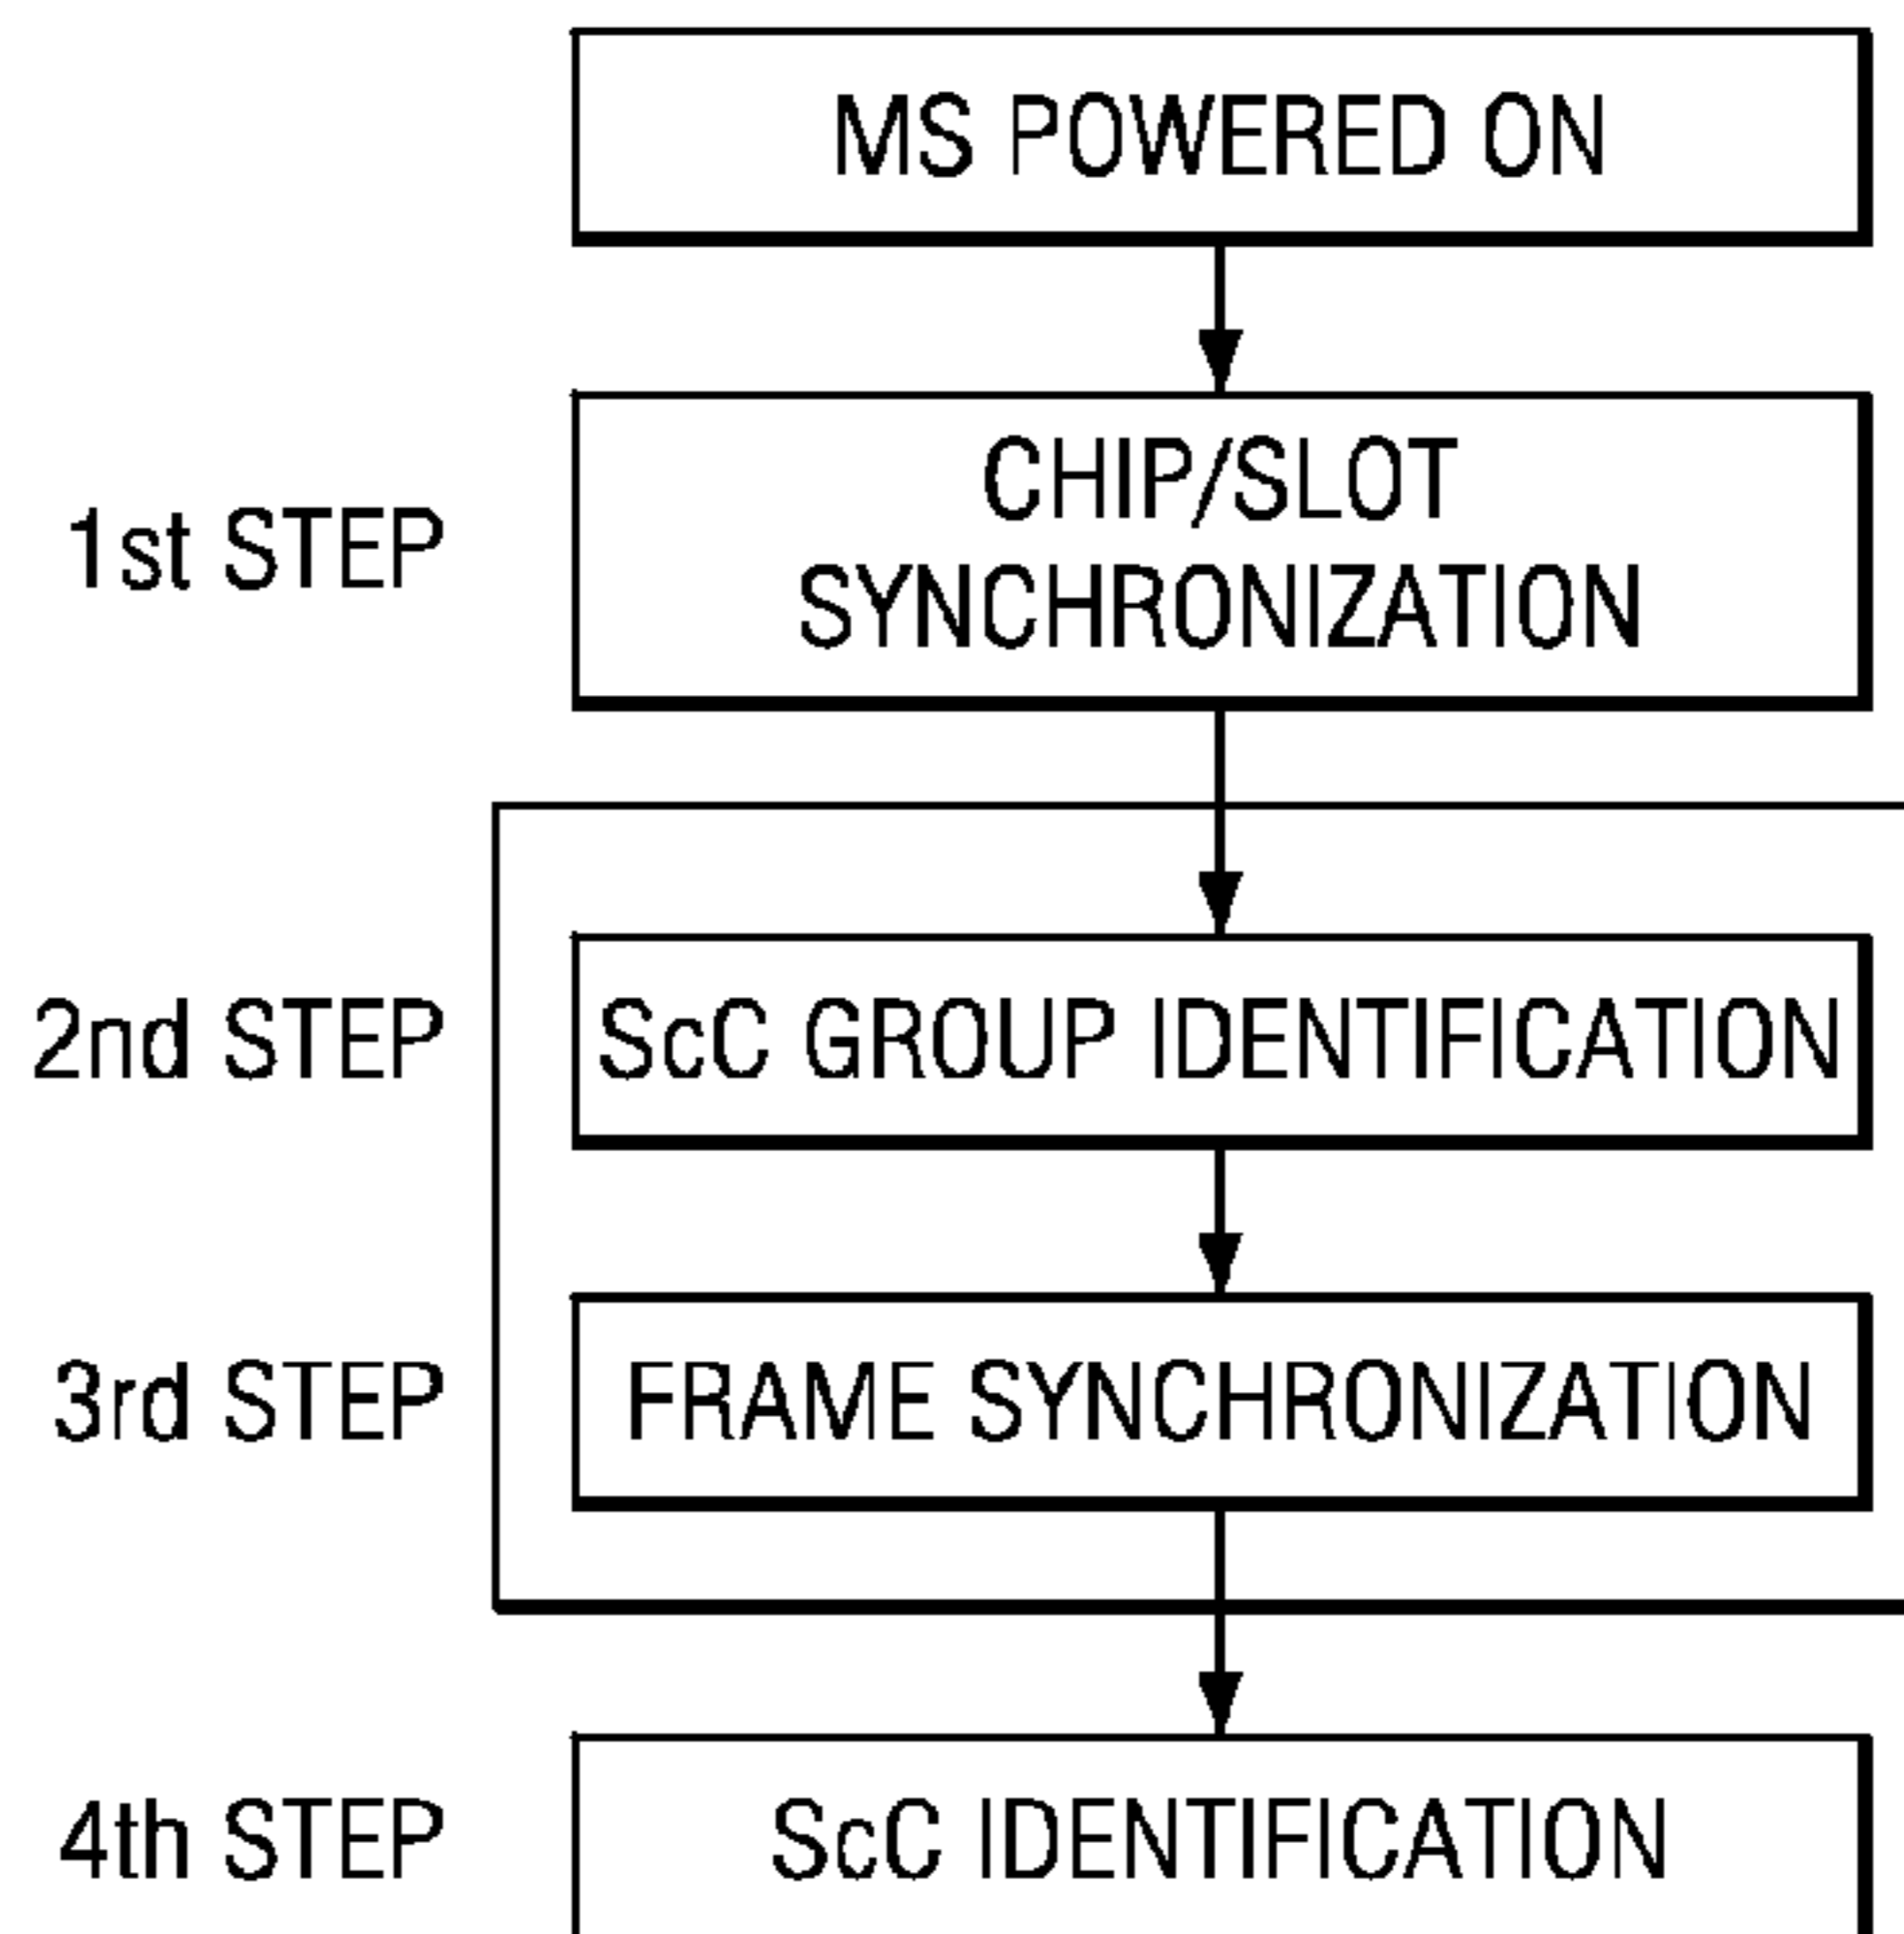 MS POWERED ON
1st STEP
CHIP/SLOT
SYNCHRONIZATION
2nd STEP
ScC GROUP IDENTIFICATION
3rd STEP
FRAME SYNCHRONIZATION
4th STEP
ScC IDENTIFICATION